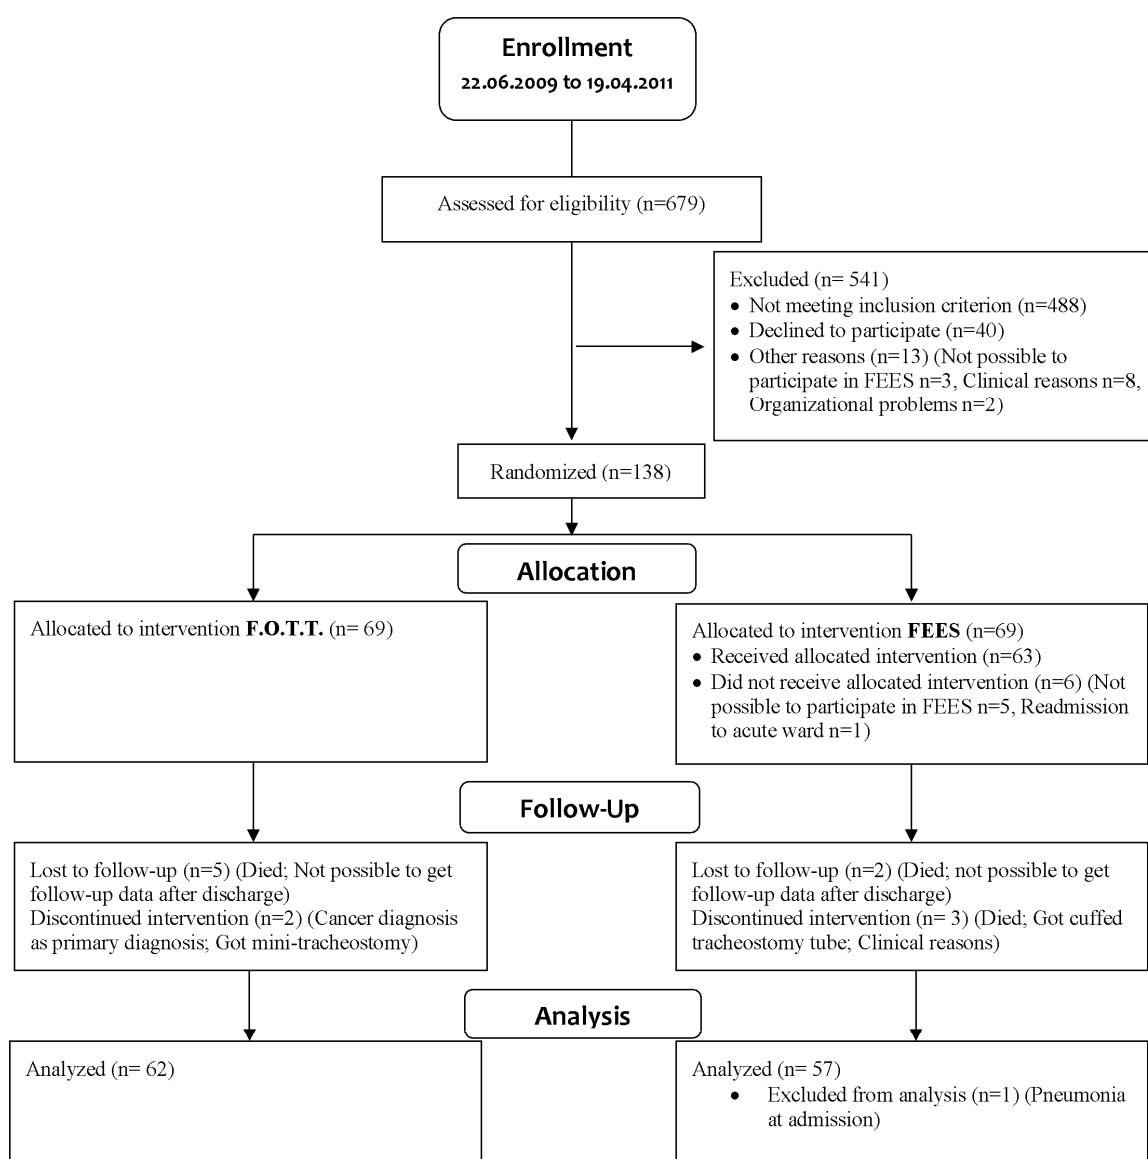 Enrollment
22.06.2009 to 19.04.2011
Assessed for eligibility (n=679)
Excluded (n= 541)
• Not meeting inclusion criterion (n=488)
• Declined to participate (n=40)
• Other reasons (n=13) (Not possible to
participate in FEES n=3, Clinical reasons n=8,
Organizational problems n=2)
Randomized (n=138)
Allocation
Allocated to intervention F.O.T.T. (n= 69)
Allocated to intervention FEES (n=69)
• Received allocated intervention (n=63)
• Did not receive allocated intervention (n=6) (Not
possible to participate in FEES n=5, Readmission
to acute ward n=1)
Follow-Up
Lost to follow-up (n=5) (Died; Not possible to get
follow-up data after discharge)
Discontinued intervention (n=2) (Cancer diagnosis
as primary diagnosis; Got mini-tracheostomy)
Lost to follow-up (n=2) (Died; not possible to get
follow-up data after discharge)
Discontinued intervention (n= 3) (Died; Got cuffed
tracheostomy tube; Clinical reasons)
Analysis
Analyzed (n= 62)
Analyzed (n= 57)
• Excluded from analysis (n=1) (Pneumonia
at admission)